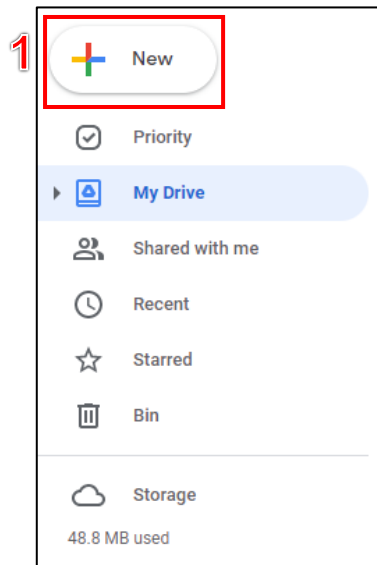 1
New
Priority
My Drive
Shared with me
Recent
Starred
Bin
Storage
48.8 MB used